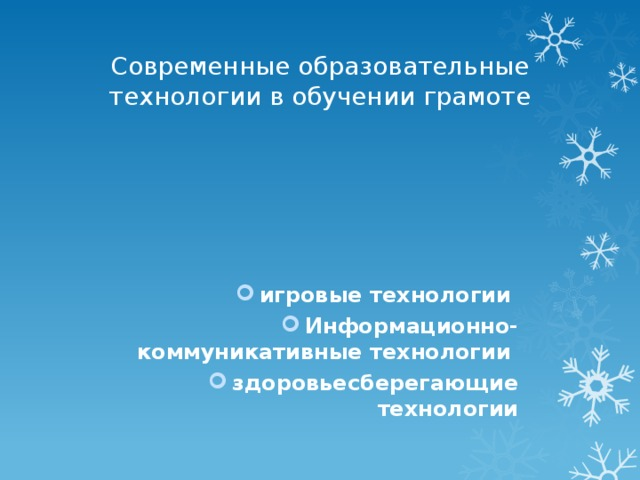 Современные образовательные
технологии в обучении грамоте
игровые технологии
Информационно-
коммуникативные технологии
здоровьесберегающие
технологии